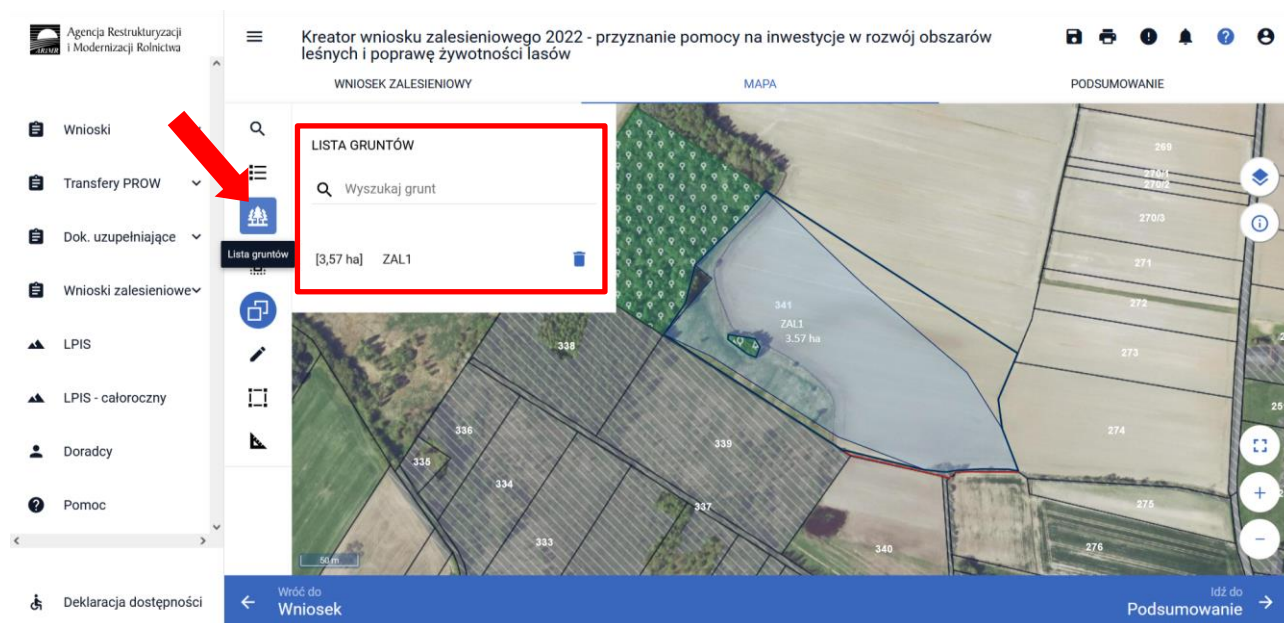 Agencja Restrukturyzacji
i Modernizacji Rolnictwa
ARiMR
Kreator wniosku zalesieniowego 2022 - przyznanie pomocy na inwestycje w rozwój obszarów
leśnych i poprawę żywotności lasów
WNIOSEK ZALESIENIOWY
MAPA
PODSUMOWANIE
Wnioski
Transfery PROW
Dok. uzupełniające
Wnioski zalesieniowe
LPIS
LPIS - całoroczny
Doradcy
Pomoc
Deklaracja dostępności
Lista gruntów
LISTA GRUNTÓW
Wyszukaj grunt
[3,57 ha] ZAL1
269
270/1
270/2
270/3
271
272
273
274
275
276
25
341
ZAL1
3.57 ha
338
336
335
334
333
339
337
340
50 m
Wróć do
Wniosek
Idź do
Podsumowanie